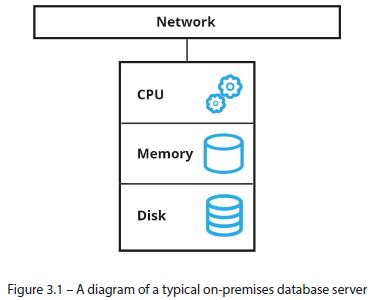 Network
CPU
Memory
Disk
Figure 3.1 – A diagram of a typical on-premises database server